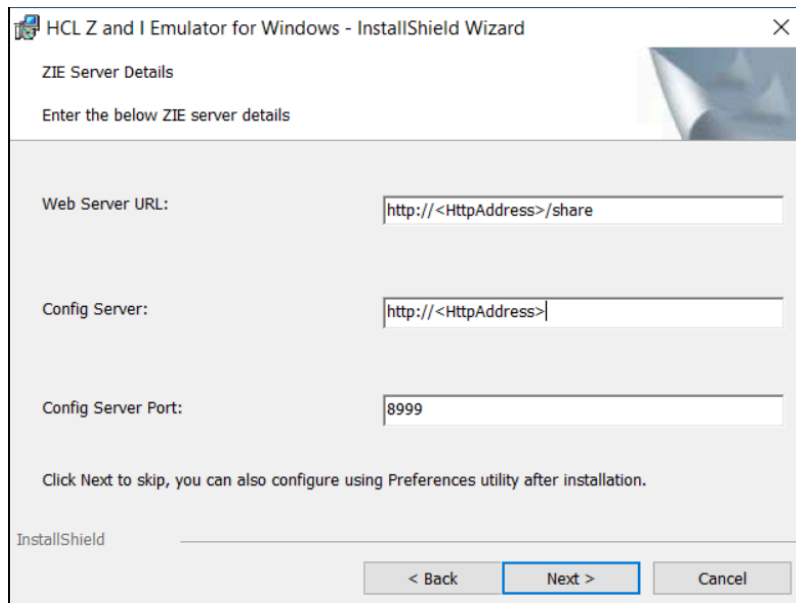 HCL Z and I Emulator for Windows - InstallShield Wizard
ZIE Server Details
Enter the below ZIE server details
Web Server URL:
http://<HttpAddress>/share
Config Server:
http://<HttpAddress>
Config Server Port:
8999
Click Next to skip, you can also configure using Preferences utility after installation.
InstallShield
< Back
Next >
Cancel